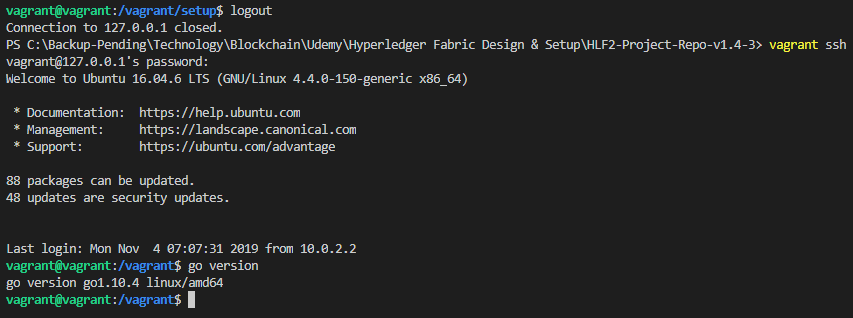 vagrant@vagrant:/vagrant/setup$ logout
Connection to 127.0.0.1 closed.
PS C:\Backup-Pending\Technology\Blockchain\Udemy\Hyperledger Fabric Design & Setup\HLF2-Project-Repo-v1.4-3> vagrant ssh
vagrant@127.0.0.1's password:
Welcome to Ubuntu 16.04.6 LTS (GNU/Linux 4.4.0-150-generic x86_64)

 * Documentation:  https://help.ubuntu.com
 * Management:     https://landscape.canonical.com
 * Support:        https://ubuntu.com/advantage

88 packages can be updated.
48 updates are security updates.


Last login: Mon Nov  4 07:07:31 2019 from 10.0.2.2
vagrant@vagrant:/vagrant$ go version
go version go1.10.4 linux/amd64
vagrant@vagrant:/vagrant$